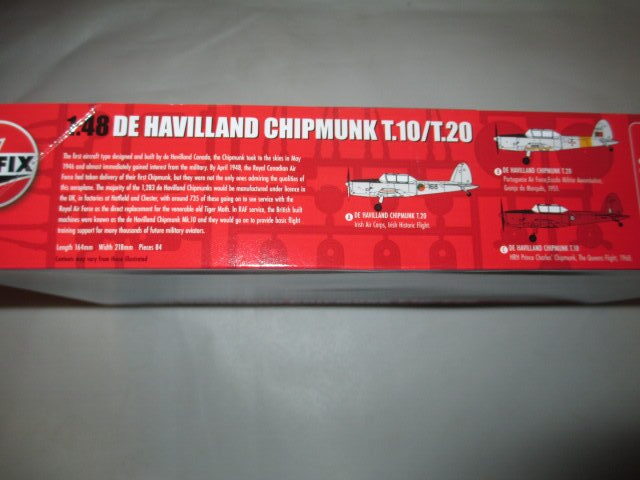 FIX
1:48 DE HAVILLAND CHIPMUNK T.10/T.20
The first aircraft type designed and built by de Havilland Canada, the Chipmunk took to the skies in May
1946 and almost immediately gained interest from the military. By April 1948, the Royal Canadian Air
Force had taken delivery of their first Chipmunk, but they were not the only ones admiring the qualities of
this aeroplane. The majority of the 1,283 de Havilland Chipmunks would be manufactured under licence in
the UK, in factories at Hatfield and Chester, with around 735 of these going on to see service with the
Royal Air Force as the direct replacement for the venerable old Tiger Moth. In RAF service, the British built
machines were known as the de Havilland Chipmunk Mk.10 and they would go on to provide basic flight
training support for many thousands of future military aviators.
Length 164mm Width 218mm Pieces 84
Contents may vary from those illustrated
168
DE HAVILLAND CHIPMUNK T.20
Irish Air Corps, Irish Historic Flight.
DE HAVILLAND CHIPMUNK T.20
Portuguese Air Force
Granja do Marquês, 1955.
C DE HAVILLAND CHIPMUNK T.10
HRH Prince Charles' Chipmunk, The Queens Flight,